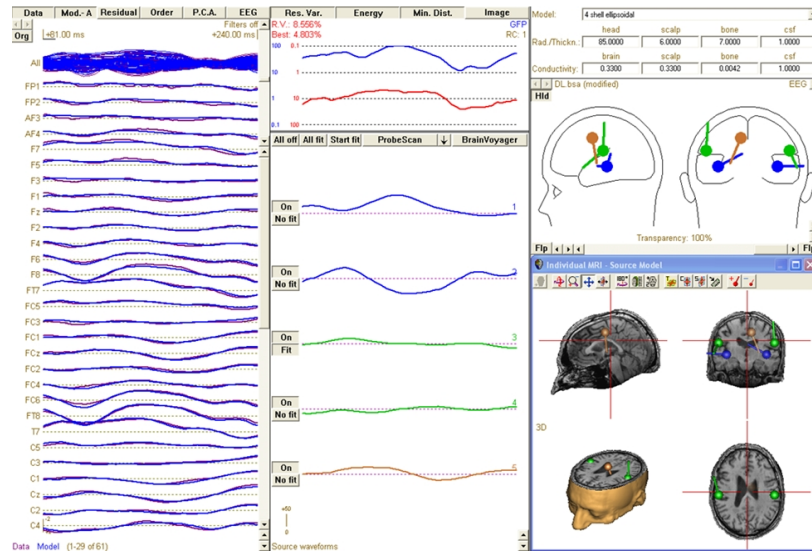 Data Mod.- A Residual Order P.C.A. EEG
R.V.: Filters off
Org +81.00 ms +240.00 ms
All
FP1
FP2
AF3
AF4
F7
F5
F3
F1
Fz
F2
F4
F6
F8
FT7
FC5
FC3
FC1
FCz
FC2
FC4
FC6
FT8
T7
C5
C3
C1
Cz
C2
C4
Data Model (1-29 of 61)
Res. Var. Energy Min. Dist. Image
R.V.: 8.556% GFP
Best: 4.803% RC: 1
100 0.1
10 1
1 10
0.1 100
All off All fit Start fit ProbeScan BrainVoyager
On 1
No fit
On 2
No fit
On 3
Fit
On 4
No fit
On 5
No fit
+50
0
Source waveforms
Model: 4 shell ellipsoidal
head scalp bone csf
Rad./Thickn.: 85.0000 6.0000 7.0000 1.0000
brain scalp bone csf
Conductivity: 0.3300 0.3300 0.0042 1.0000
DL.bsa (modified) EEG
Hld
Transparency: 100%
Flp Flp
Individual MRI - Source Model
3D